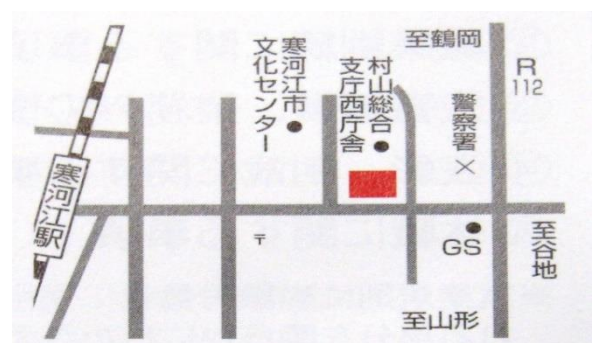 至鶴岡
R
112
寒河江市
文化センター
村山総合
支庁西庁舎
警察署
寒河江駅
〒
GS
至谷地
至山形